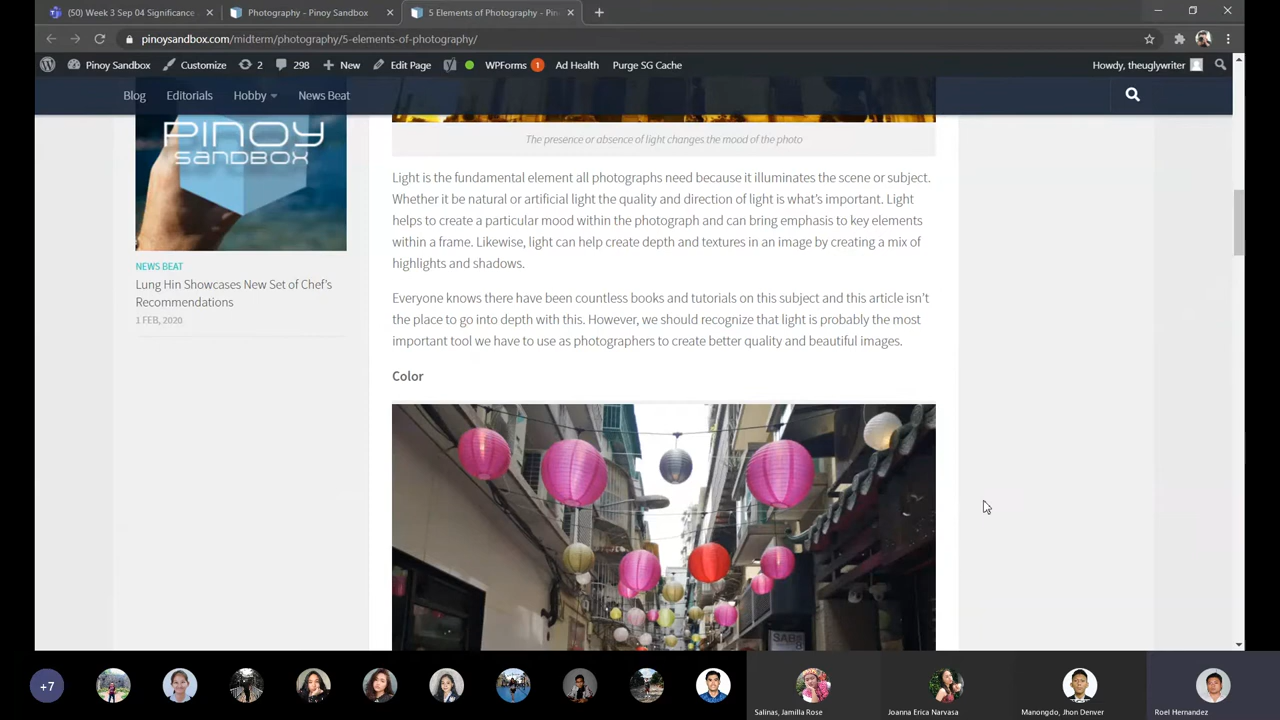 (50) Week 3 Sep 04 Significance
Photography - Pinoy Sandbox
5 Elements of Photography - Pin
pinoysandbox.com/midterm/photography/5-elements-of-photography/
Pinoy Sandbox Customize 2 298 New Edit Page WPForms 1 Ad Health Purge SG Cache Howdy, theuglywriter
Blog Editorials Hobby News Beat
PINOY
SANDBOX
NEWS BEAT
Lung Hin Showcases New Set of Chef's
Recommendations
1 FEB, 2020
The presence or absence of light changes the mood of the photo
Light is the fundamental element all photographs need because it illuminates the scene or subject.
Whether it be natural or artificial light the quality and direction of light is what's important. Light
helps to create a particular mood within the photograph and can bring emphasis to key elements
within a frame. Likewise, light can help create depth and textures in an image by creating a mix of
highlights and shadows.
Everyone knows there have been countless books and tutorials on this subject and this article isn't
the place to go into depth with this. However, we should recognize that light is probably the most
important tool we have to use as photographers to create better quality and beautiful images.
Color
+7
Salinas, Jamilla Rose
Joanna Erica Narvasa
Manongdo, Jhon Denver
Roel Hernandez